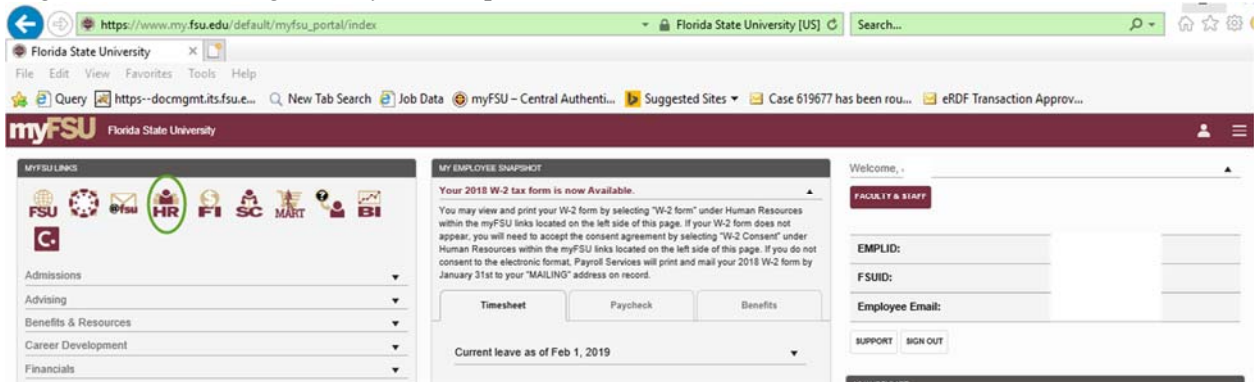 https://www.my.fsu.edu/default/myfsu_portal/index
Florida State University [US]
Search...
Florida State University
File Edit View Favorites Tools Help
Query https--docmgmt.its.fsu.e... New Tab Search Job Data myFSU – Central Authenti... Suggested Sites Case 619677 has been rou... eRDF Transaction Approv...
myFSU Florida State University
MYFSU LINKS
FSU @fsu HR FI SC MART BI
C.
Admissions
Advising
Benefits & Resources
Career Development
Financials
MY EMPLOYEE SNAPSHOT
Your 2018 W-2 tax form is now Available.
You may view and print your W-2 form by selecting "W-2 form" under Human Resources
within the myFSU links located on the left side of this page. If your W-2 form does not
appear, you will need to accept the consent agreement by selecting "W-2 Consent" under
Human Resources within the myFSU links located on the left side of this page. If you do not
consent to the electronic format, Payroll Services will print and mail your 2018 W-2 form by
January 31st to your "MAILING" address on record.
Timesheet Paycheck Benefits
Current leave as of Feb 1, 2019
Welcome, .
FACULTY & STAFF
EMPLID:
FSUID:
Employee Email:
SUPPORT SIGN OUT